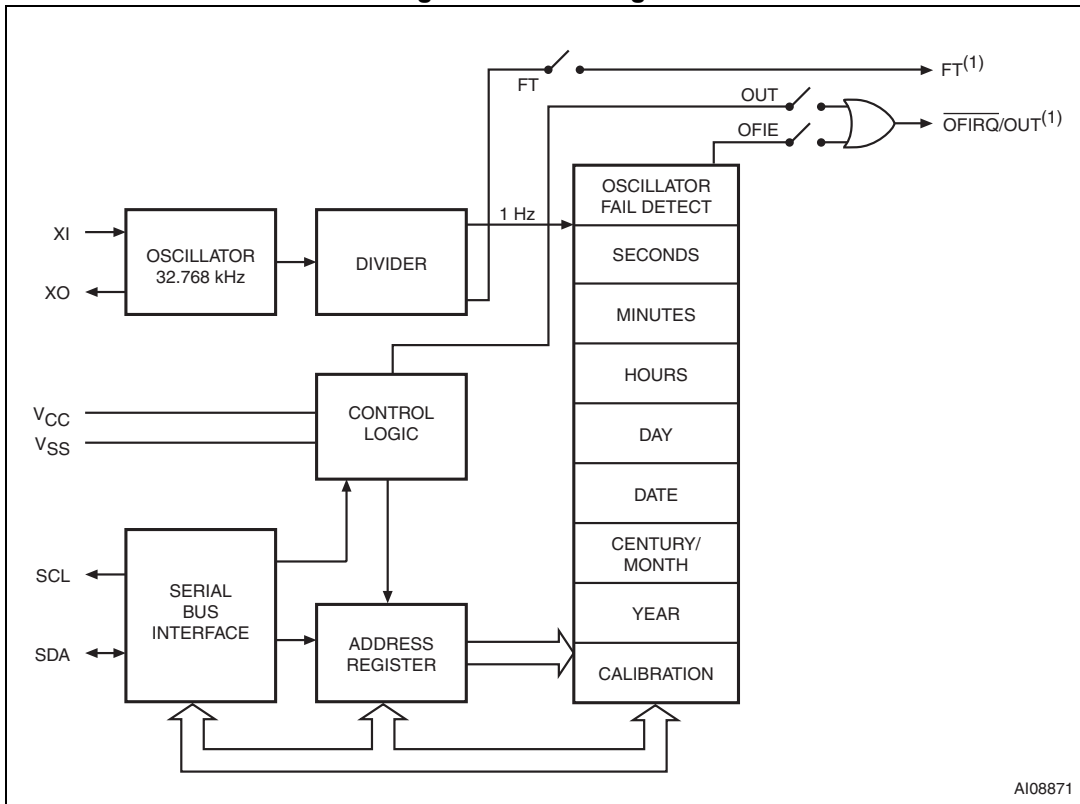 FT
FT(1)
OUT
OFIE
OFIRQ/OUT(1)
OSCILLATOR
FAIL DETECT
1 Hz
XI
XO
OSCILLATOR
32.768 kHz
DIVIDER
SECONDS
MINUTES
HOURS
DAY
DATE
CENTURY/
MONTH
YEAR
CALIBRATION
VCC
VSS
CONTROL
LOGIC
SCL
SDA
SERIAL
BUS
INTERFACE
ADDRESS
REGISTER
AI08871